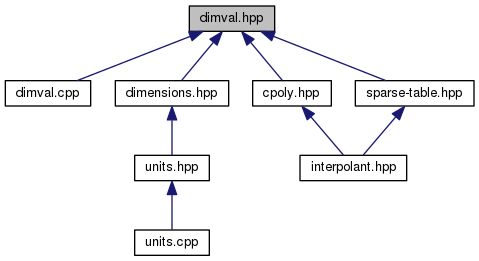 dimval.hpp
dimval.cpp
dimensions.hpp
cpoly.hpp
sparse-table.hpp
units.hpp
interpolant.hpp
units.cpp